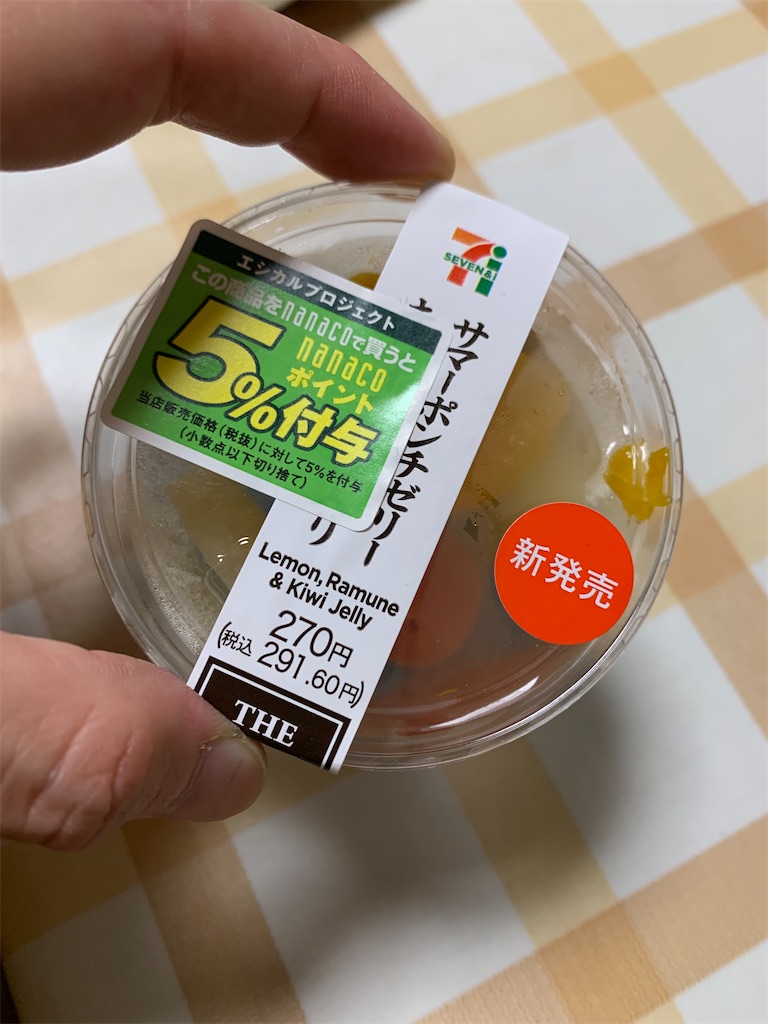 SEVEN&i
サマーポンチゼリー
リ
Lemon, Ramune
& Kiwi Jelly
270円
(税込 291.60円)
THE
エシカルプロジェクト
この商品をnanacoで買うと
nanaco
ポイント
5%付与
当店販売価格(税抜)に対して5%を付与
(小数点以下切り捨て)
新発売